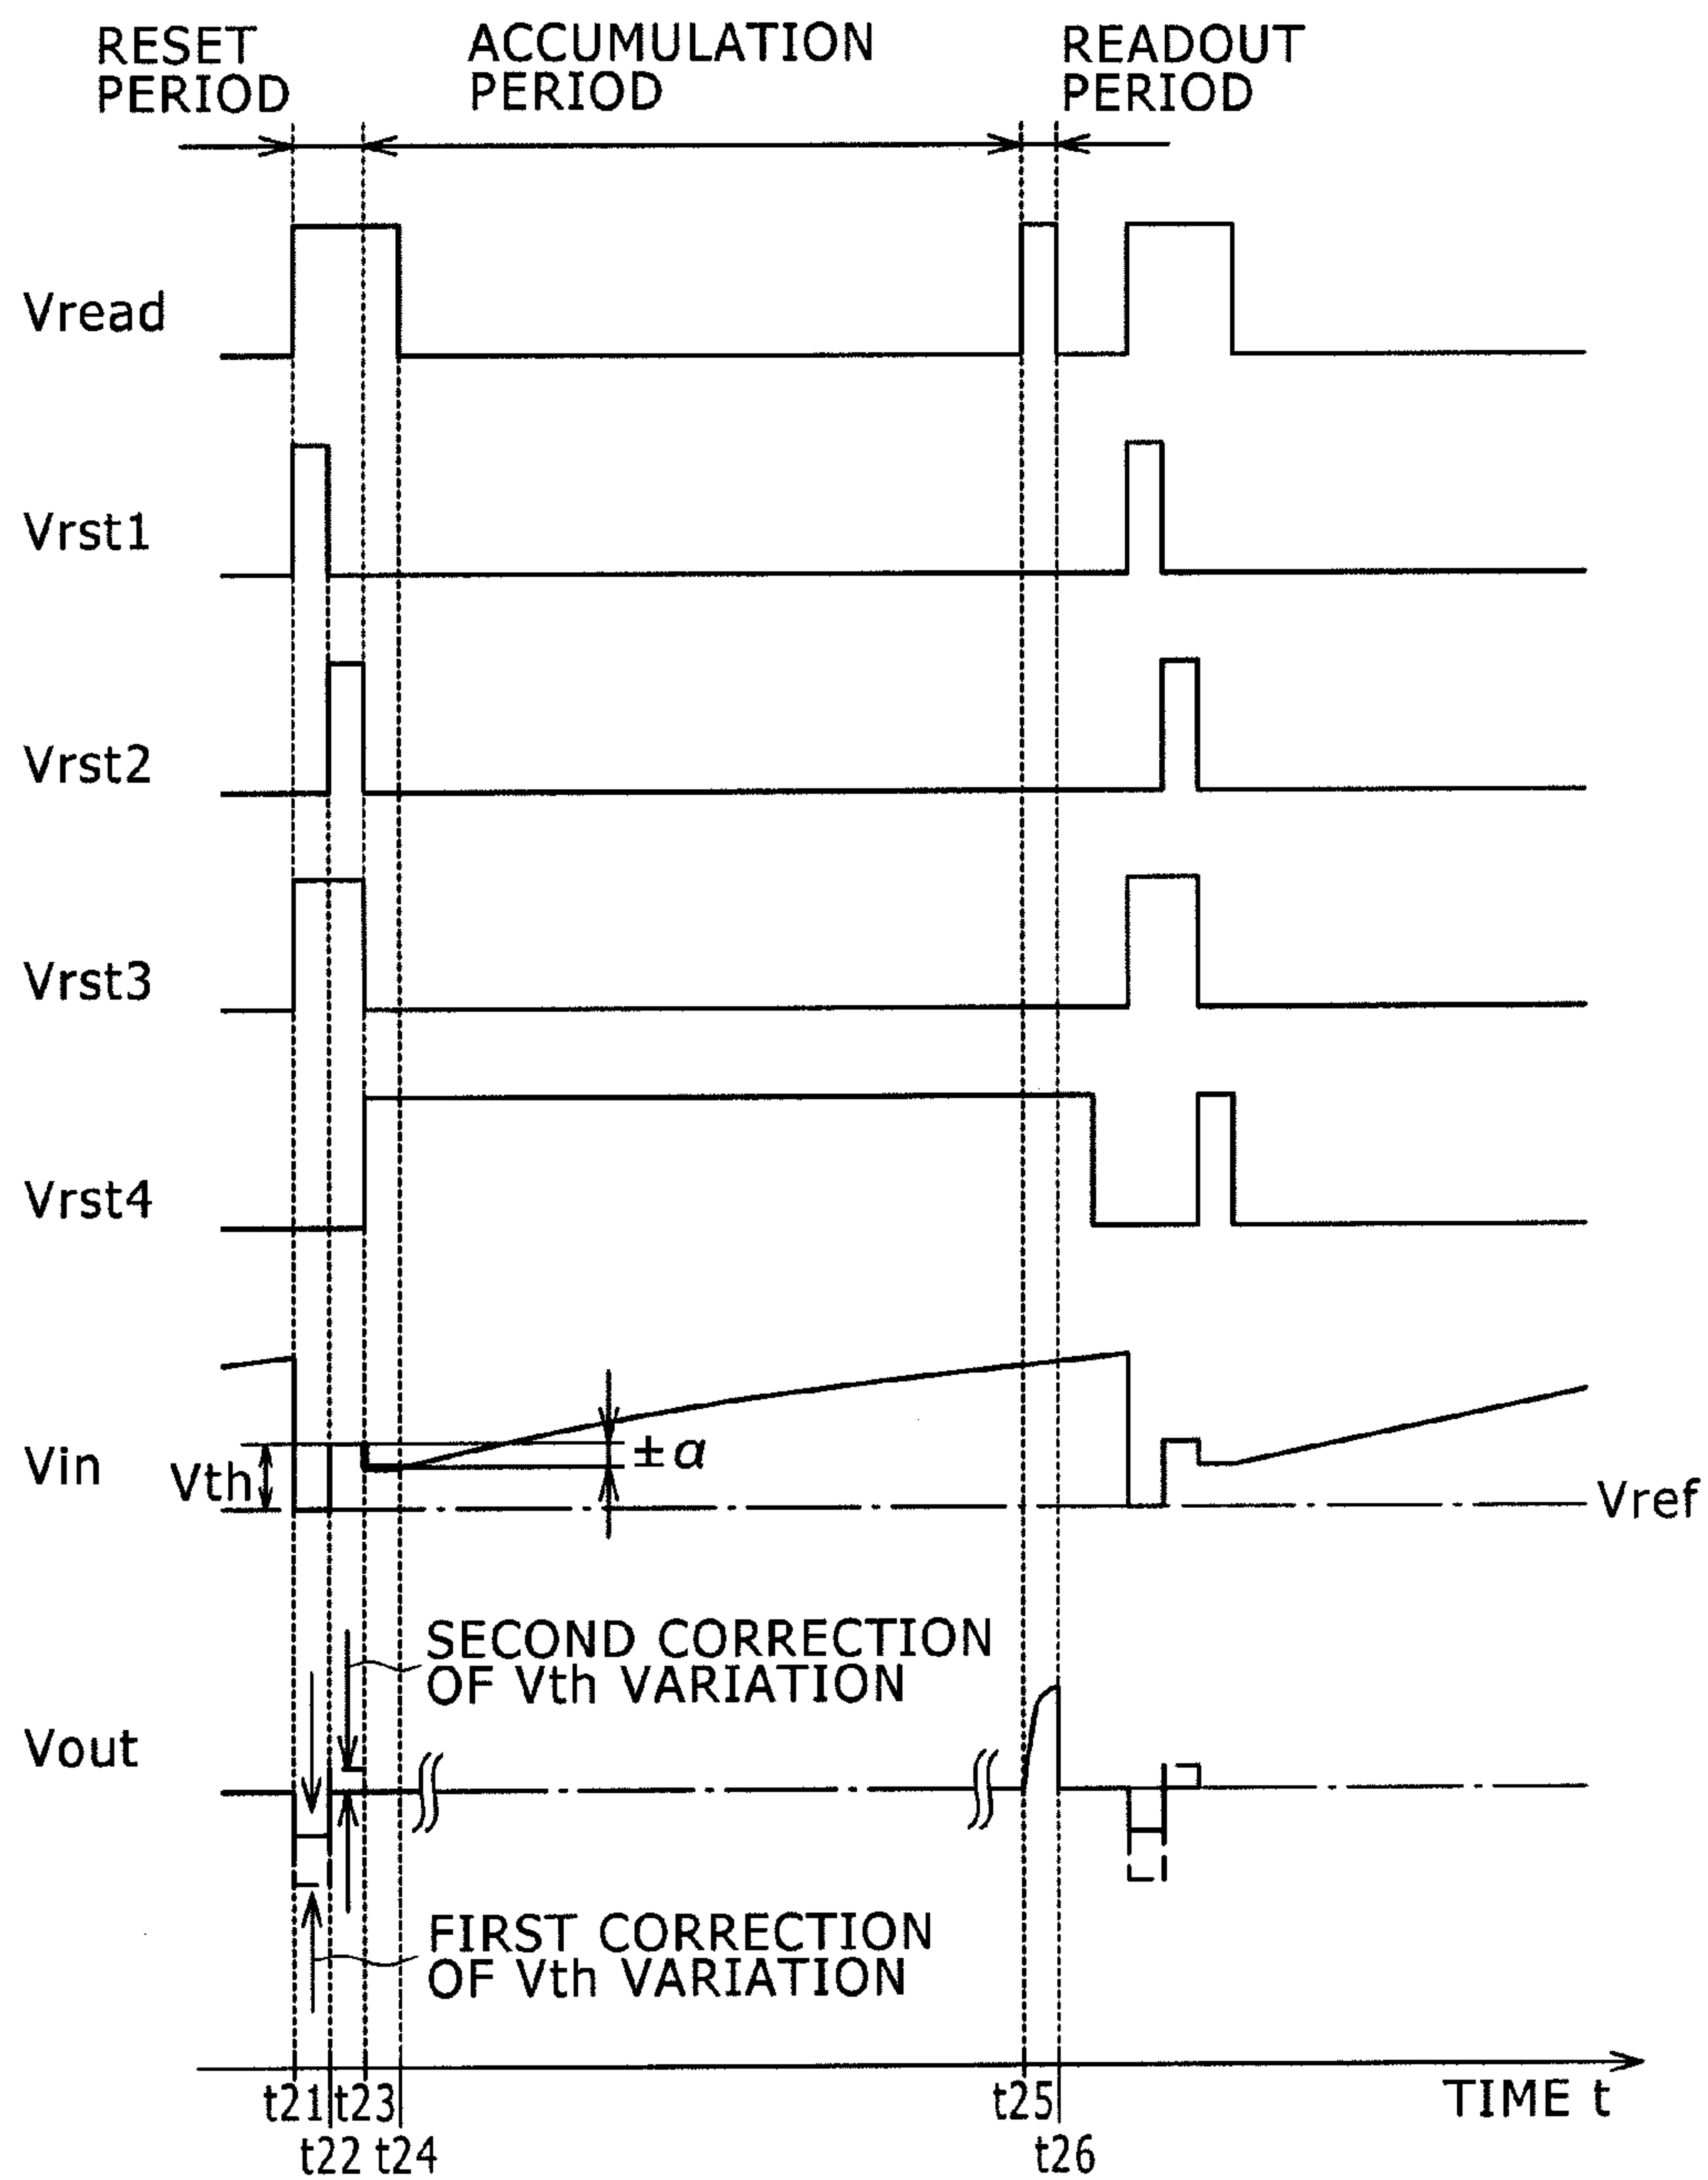 RESET
PERIOD
ACCUMULATION
PERIOD
READOUT
PERIOD
Vread
Vrst1
Vrst2
Vrst3
Vrst4
Vin
Vth
±α
Vref
SECOND CORRECTION
OF Vth VARIATION
Vout
FIRST CORRECTION
OF Vth VARIATION
t21
t22
t23
t24
t25
t26
TIME t